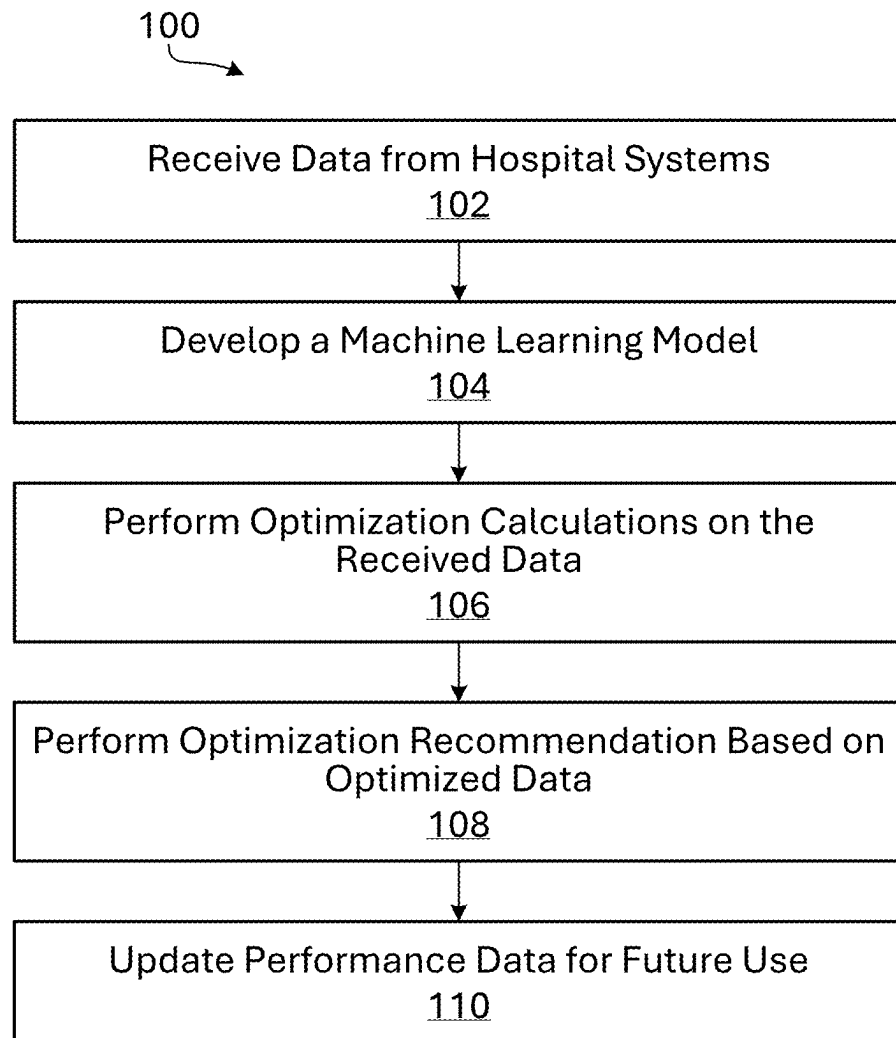 100
Receive Data from Hospital Systems
102
Develop a Machine Learning Model
104
Perform Optimization Calculations on the
Received Data
106
Perform Optimization Recommendation Based on
Optimized Data
108
Update Performance Data for Future Use
110